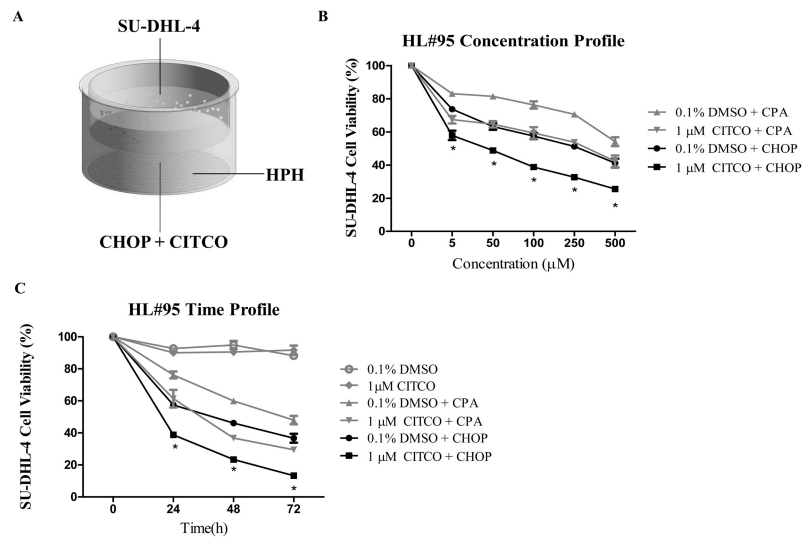 A
SU-DHL-4
HPH
CHOP + CITCO
B
HL#95 Concentration Profile
SU-DHL-4 Cell Viability (%)
100
80
60
40
20
0
* * * * *
0 5 50 100 250 500
Concentration (μM)
0.1% DMSO + CPA
1 μM CITCO + CPA
0.1% DMSO + CHOP
1 μM CITCO + CHOP
C
HL#95 Time Profile
SU-DHL-4 Cell Viability (%)
100
80
60
40
20
0
* * *
0 24 48 72
Time(h)
0.1% DMSO
1μM CITCO
0.1% DMSO + CPA
1 μM CITCO + CPA
0.1% DMSO + CHOP
1 μM CITCO + CHOP